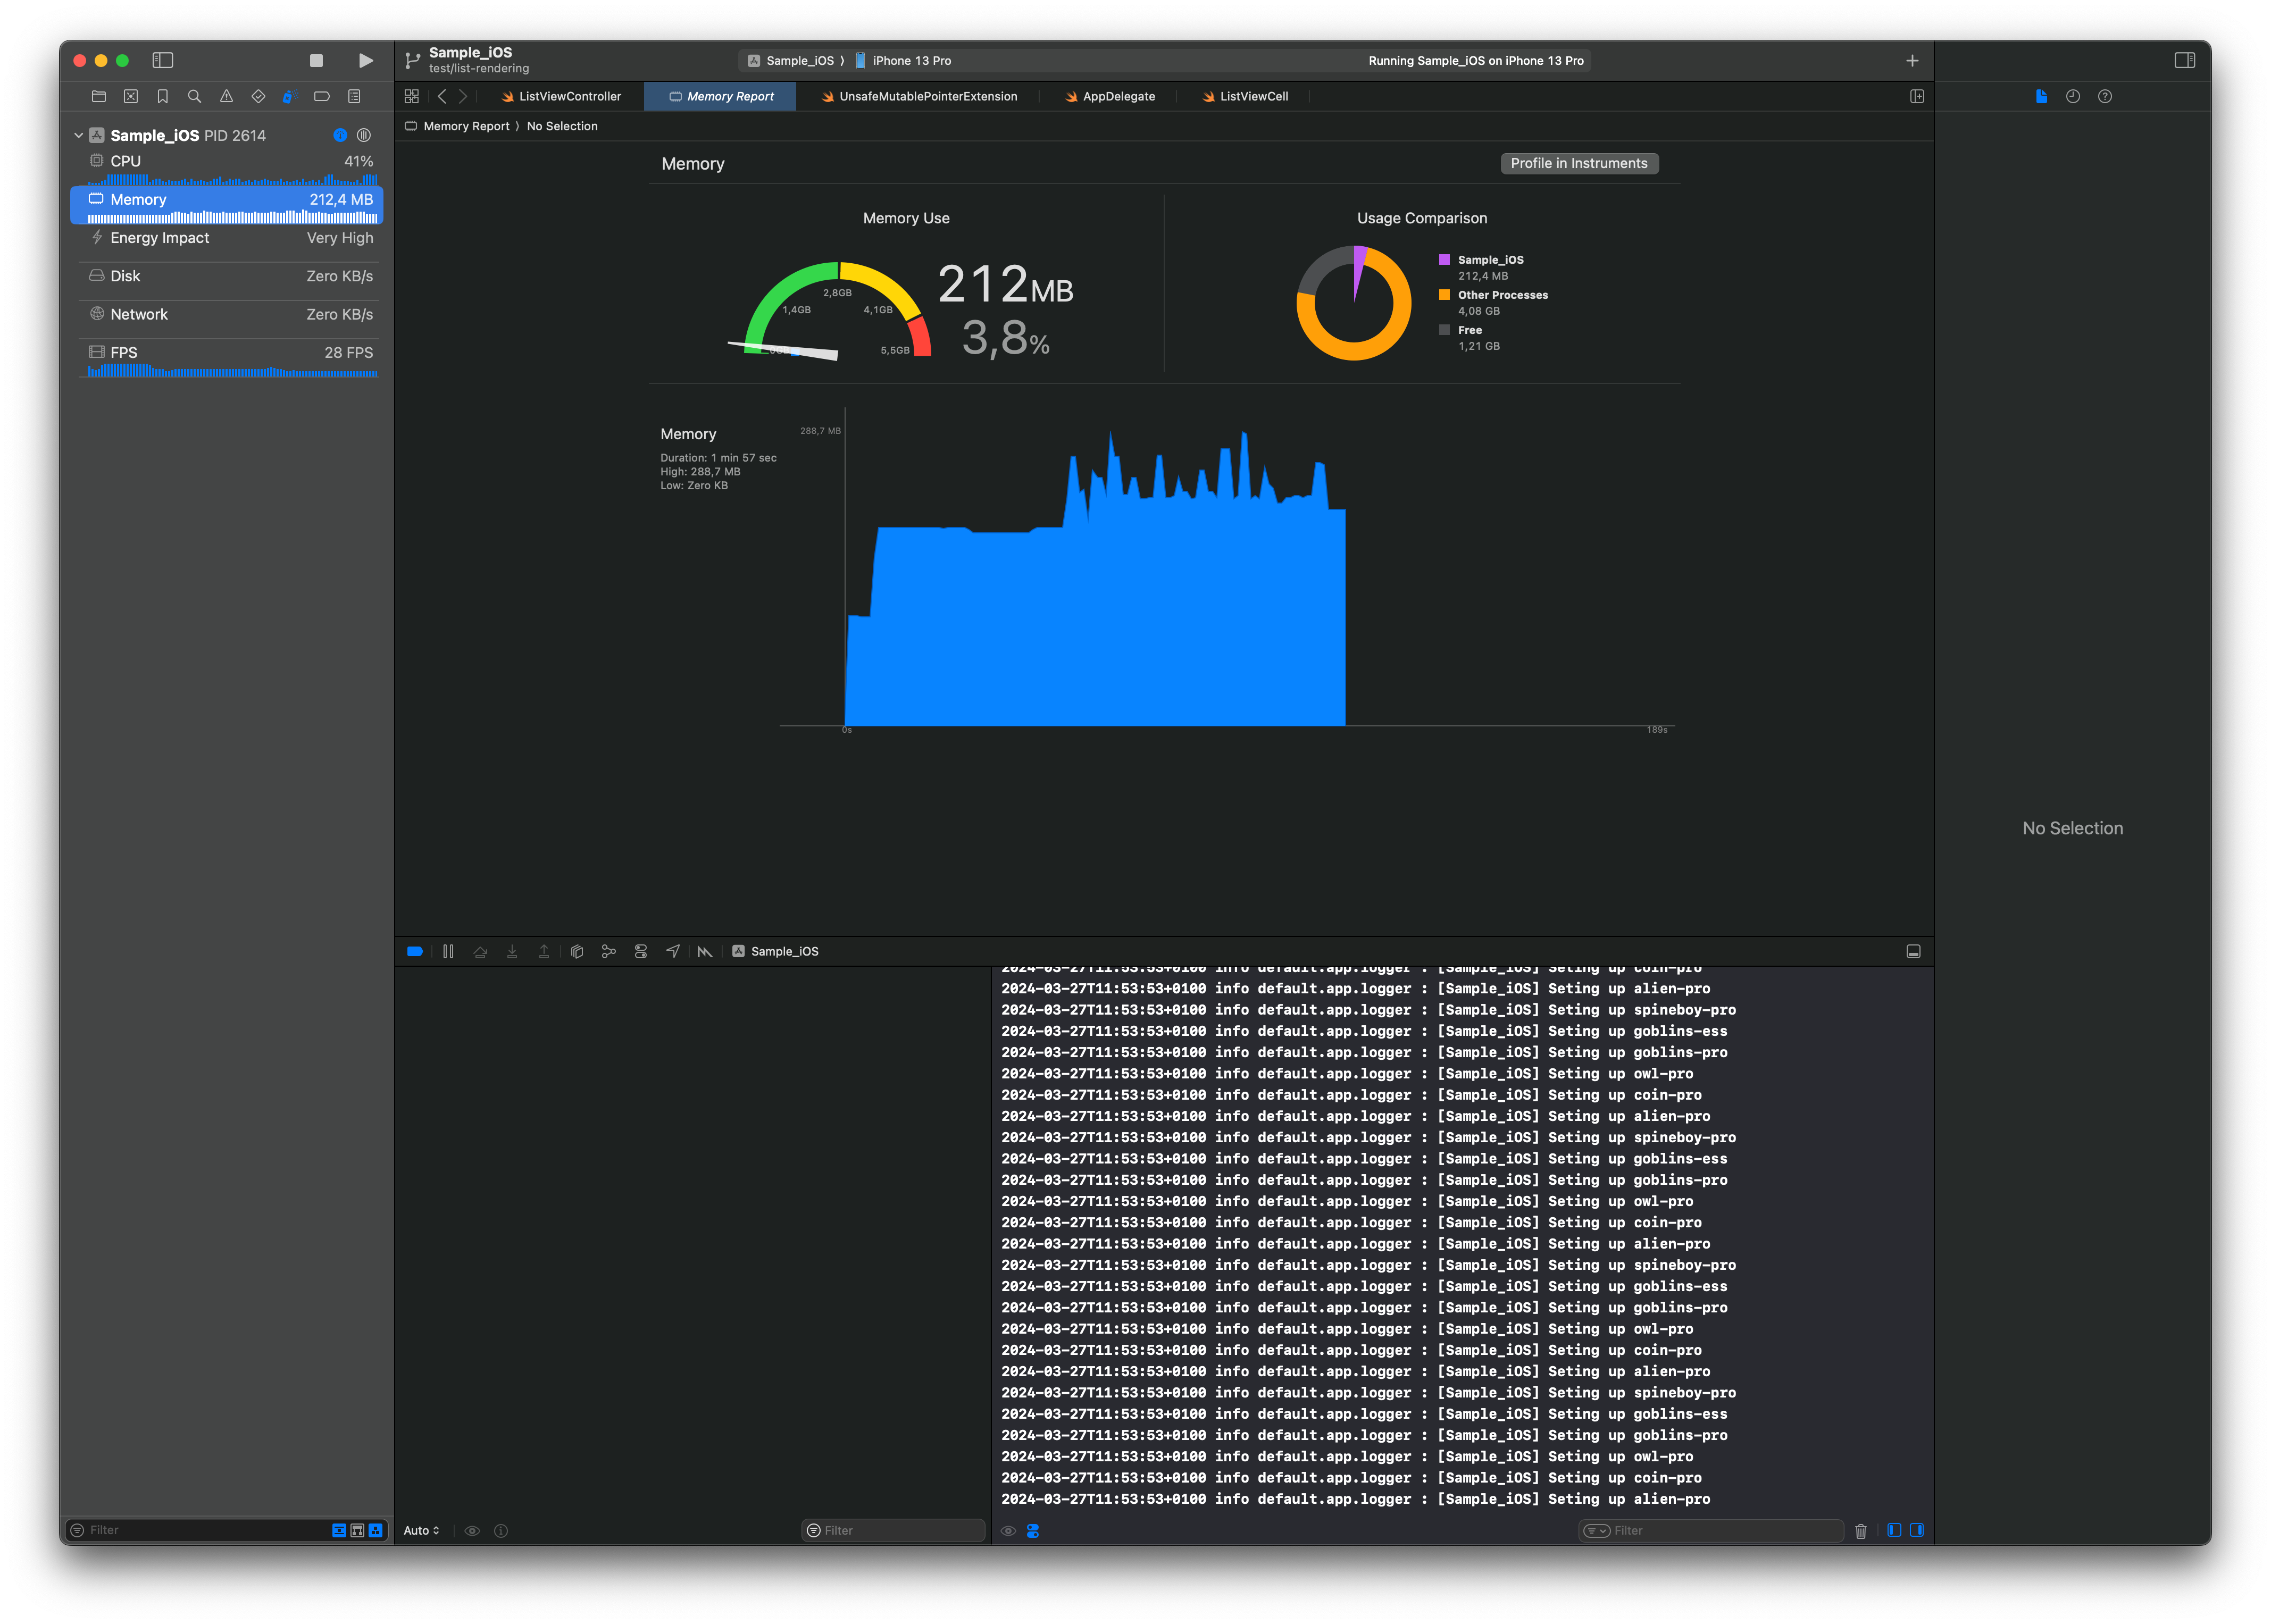 Sample_iOS
test/list-rendering
Sample_iOS ⟩ iPhone 13 Pro
Running Sample_iOS on iPhone 13 Pro
Sample_iOS PID 2614
CPU 41%
Memory 212,4 MB
Energy Impact Very High
Disk Zero KB/s
Network Zero KB/s
FPS 28 FPS
Filter
ListViewController
Memory Report
UnsafeMutablePointerExtension
AppDelegate
ListViewCell
Memory Report ⟩ No Selection
Memory
Profile in Instruments
Memory Use
1,4GB
2,8GB
4,1GB
5,5GB
212MB
3,8%
Usage Comparison
Sample_iOS
212,4 MB
Other Processes
4,08 GB
Free
1,21 GB
Memory
Duration: 1 min 57 sec
High: 288,7 MB
Low: Zero KB
288,7 MB
0s
189s
No Selection
Sample_iOS
2024-03-27T11:53:53+0100 info default.app.logger : [Sample_iOS] Seting up coin-pro
2024-03-27T11:53:53+0100 info default.app.logger : [Sample_iOS] Seting up alien-pro
2024-03-27T11:53:53+0100 info default.app.logger : [Sample_iOS] Seting up spineboy-pro
2024-03-27T11:53:53+0100 info default.app.logger : [Sample_iOS] Seting up goblins-ess
2024-03-27T11:53:53+0100 info default.app.logger : [Sample_iOS] Seting up goblins-pro
2024-03-27T11:53:53+0100 info default.app.logger : [Sample_iOS] Seting up owl-pro
2024-03-27T11:53:53+0100 info default.app.logger : [Sample_iOS] Seting up coin-pro
2024-03-27T11:53:53+0100 info default.app.logger : [Sample_iOS] Seting up alien-pro
2024-03-27T11:53:53+0100 info default.app.logger : [Sample_iOS] Seting up spineboy-pro
2024-03-27T11:53:53+0100 info default.app.logger : [Sample_iOS] Seting up goblins-ess
2024-03-27T11:53:53+0100 info default.app.logger : [Sample_iOS] Seting up goblins-pro
2024-03-27T11:53:53+0100 info default.app.logger : [Sample_iOS] Seting up owl-pro
2024-03-27T11:53:53+0100 info default.app.logger : [Sample_iOS] Seting up coin-pro
2024-03-27T11:53:53+0100 info default.app.logger : [Sample_iOS] Seting up alien-pro
2024-03-27T11:53:53+0100 info default.app.logger : [Sample_iOS] Seting up spineboy-pro
2024-03-27T11:53:53+0100 info default.app.logger : [Sample_iOS] Seting up goblins-ess
2024-03-27T11:53:53+0100 info default.app.logger : [Sample_iOS] Seting up goblins-pro
2024-03-27T11:53:53+0100 info default.app.logger : [Sample_iOS] Seting up owl-pro
2024-03-27T11:53:53+0100 info default.app.logger : [Sample_iOS] Seting up coin-pro
2024-03-27T11:53:53+0100 info default.app.logger : [Sample_iOS] Seting up alien-pro
2024-03-27T11:53:53+0100 info default.app.logger : [Sample_iOS] Seting up spineboy-pro
2024-03-27T11:53:53+0100 info default.app.logger : [Sample_iOS] Seting up goblins-ess
2024-03-27T11:53:53+0100 info default.app.logger : [Sample_iOS] Seting up goblins-pro
2024-03-27T11:53:53+0100 info default.app.logger : [Sample_iOS] Seting up owl-pro
2024-03-27T11:53:53+0100 info default.app.logger : [Sample_iOS] Seting up coin-pro
2024-03-27T11:53:53+0100 info default.app.logger : [Sample_iOS] Seting up alien-pro
Auto
Filter
Filter